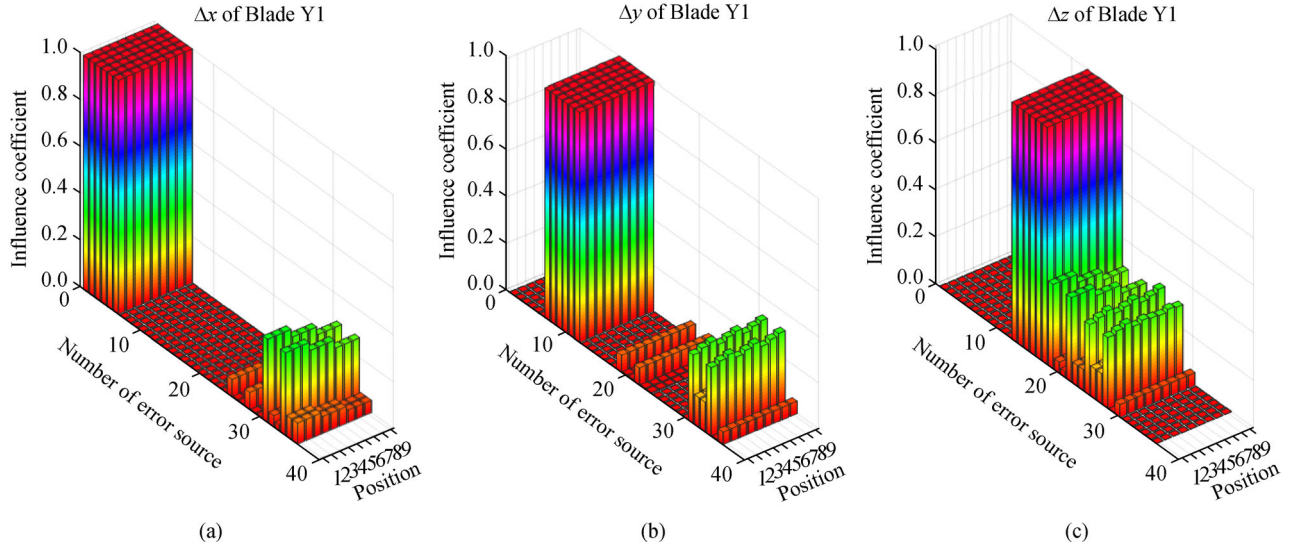 Δx of Blade Y1
1.0
0.8
0.6
0.4
0.2
0.0
Influence coefficient
0
10
20
30
40
Number of error source
123456789
Position
(a)
Δy of Blade Y1
1.0
0.8
0.6
0.4
0.2
0.0
Influence coefficient
0
10
20
30
40
Number of error source
123456789
Position
(b)
Δz of Blade Y1
1.0
0.8
0.6
0.4
0.2
0.0
Influence coefficient
0
10
20
30
40
Number of error source
123456789
Position
(c)